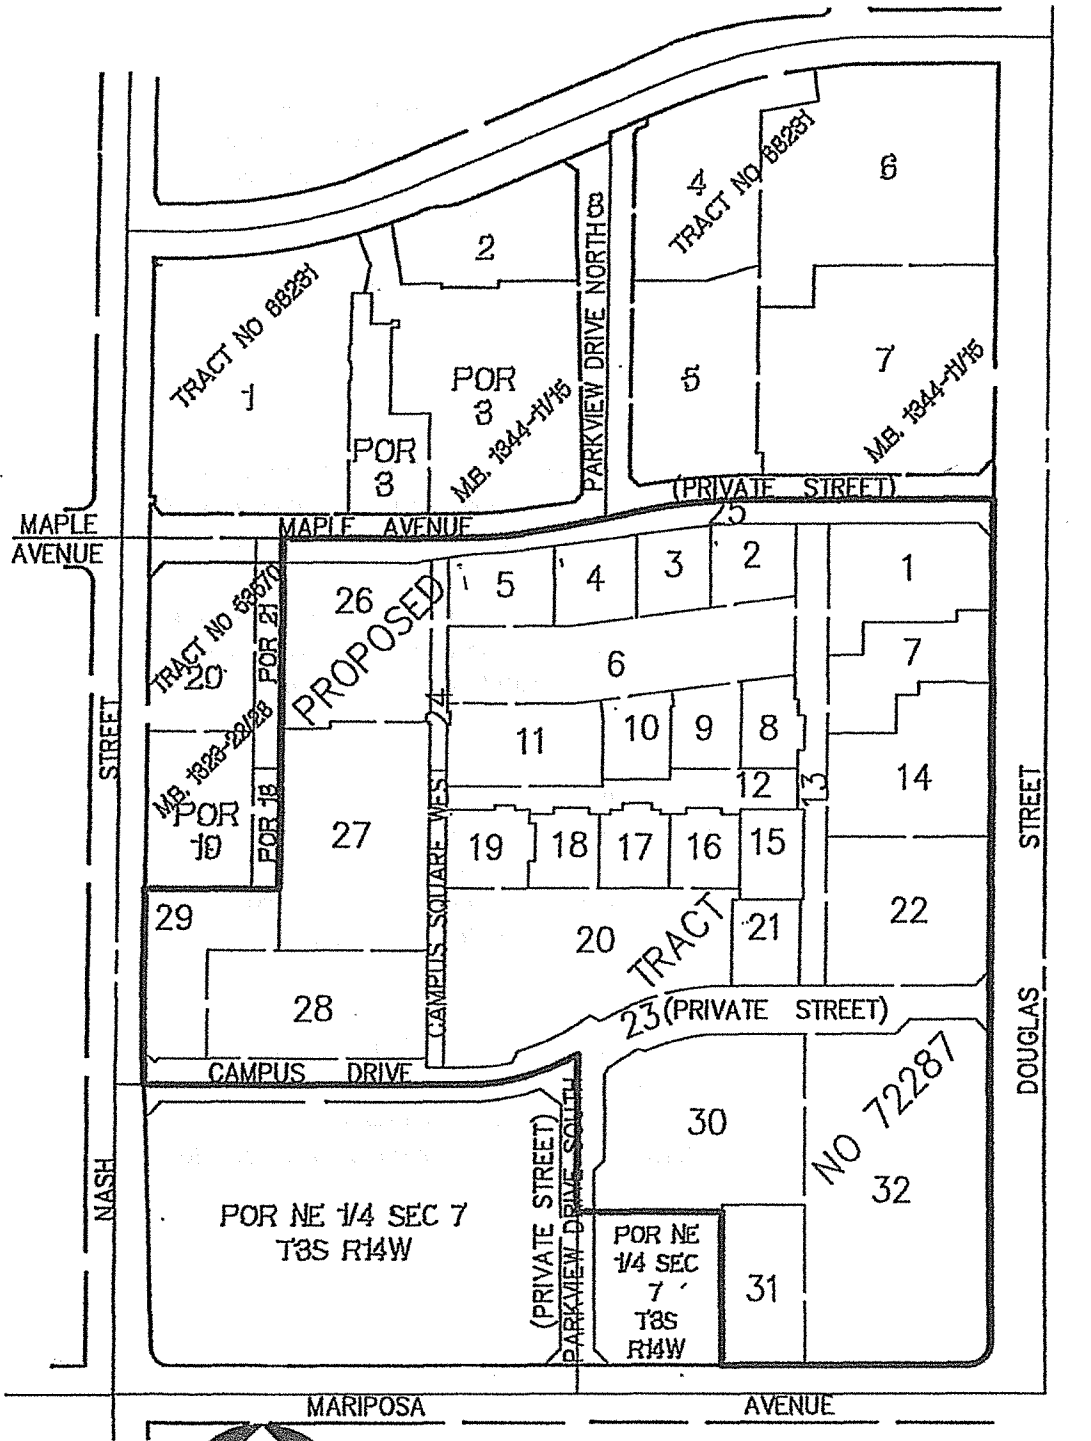 6
4
TRACT NO 88231
8
2
PARKVIEW DRIVE NORTH
TRACT NO 88231
1
POR
3
M.B. 1344-11/15
POR
3
5
7
M.B. 1344-11/15
(PRIVATE STREET)
25
MAPLE
AVENUE
MAPLE AVENUE
26
PROPOSED
5
4
3
2
1
TRACT NO 53570
20
POR 21
6
7
24
M.B. 1323-22/28
11
10
9
8
12
13
14
STREET
POR
19
POR 18
27
CAMPUS SQUARE WEST
19
18
17
16
15
STREET
29
20
TRACT
21
22
28
23
(PRIVATE STREET)
DOUGLAS
CAMPUS DRIVE
30
NO 72287
32
NASH
(PRIVATE STREET)
PARKVIEW DRIVE SOUTH
POR NE 1/4 SEC 7
T3S R14W
POR NE
1/4 SEC
7
T3S
R14W
31
MARIPOSA AVENUE